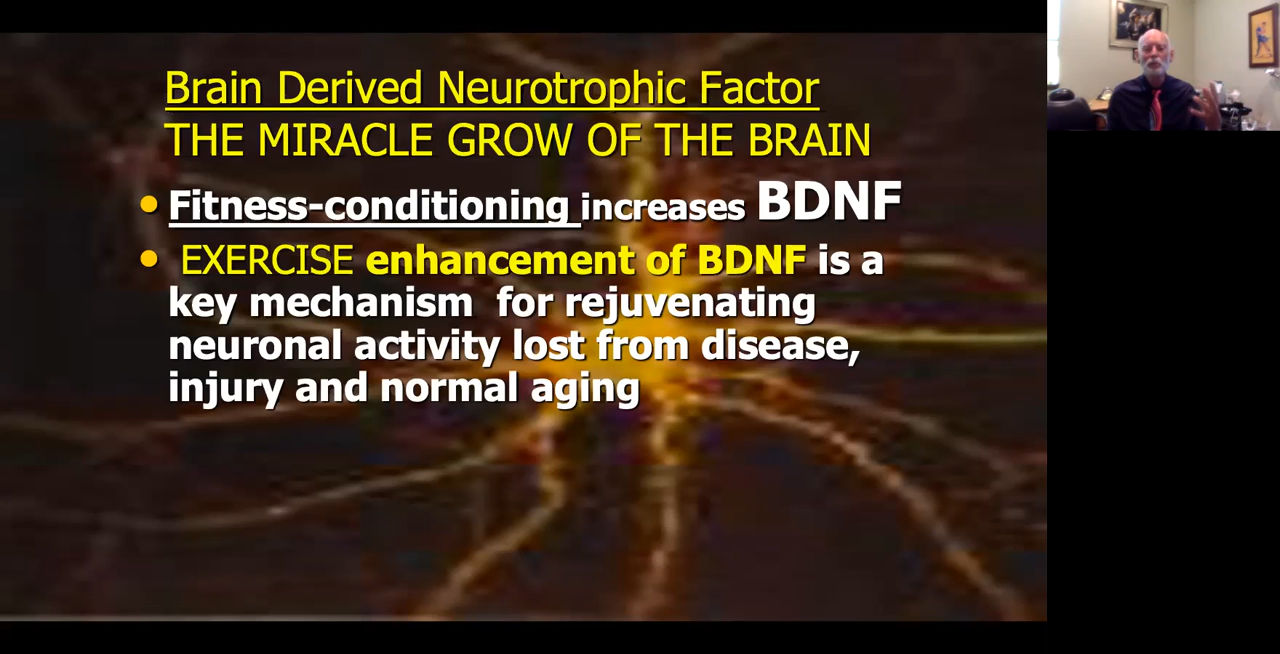 Brain Derived Neurotrophic Factor
THE MIRACLE GROW OF THE BRAIN
• Fitness-conditioning increases BDNF
• EXERCISE enhancement of BDNF is a
key mechanism for rejuvenating
neuronal activity lost from disease,
injury and normal aging